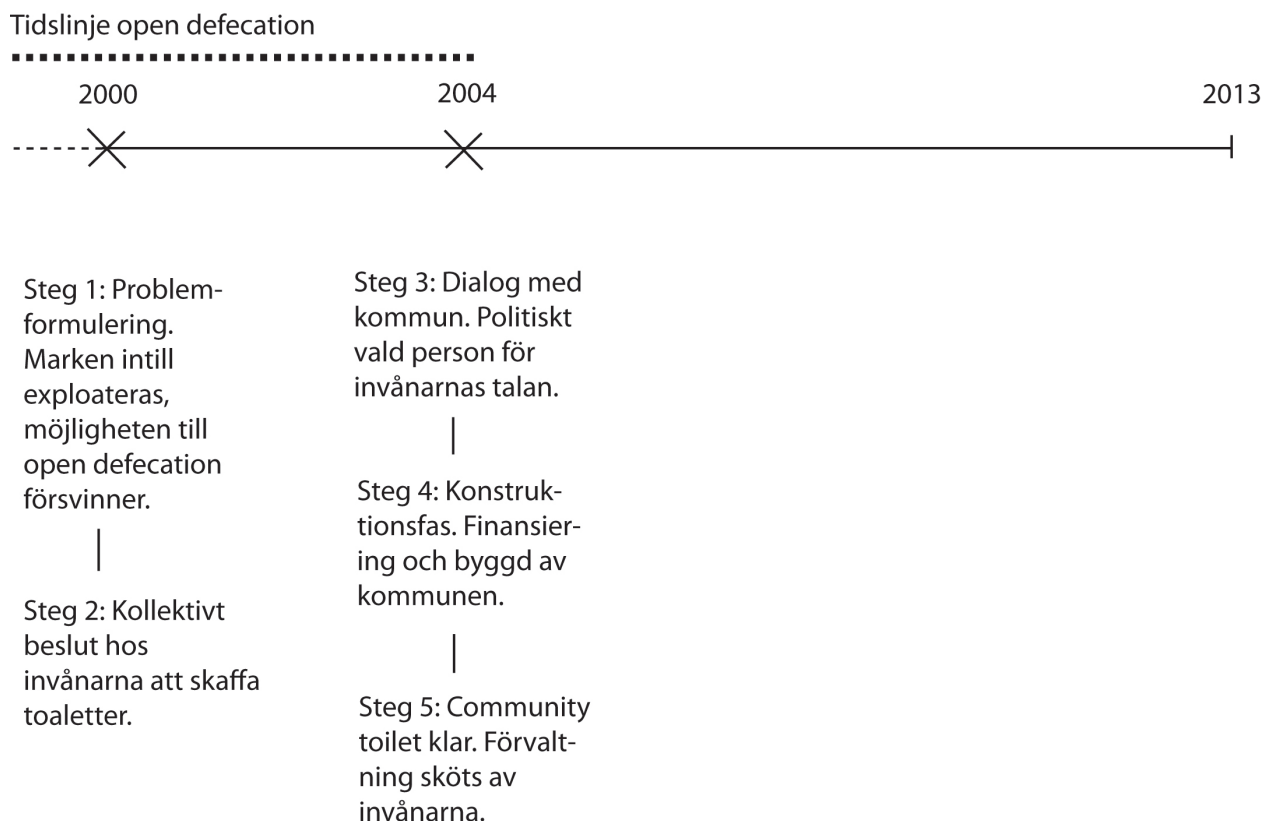 Tidslinje open defecation
2000
2004
2013
Steg 1: Problem-
formulering.
Marken intill
exploateras,
möjligheten till
open defecation
försvinner.
Steg 2: Kollektivt
beslut hos
invånarna att skaffa
toaletter.
Steg 3: Dialog med
kommun. Politiskt
vald person för
invånarnas talan.
Steg 4: Konstruk-
tionsfas. Finansier-
ing och byggd av
kommunen.
Steg 5: Community
toilet klar. Förvalt-
ning sköts av
invånarna.